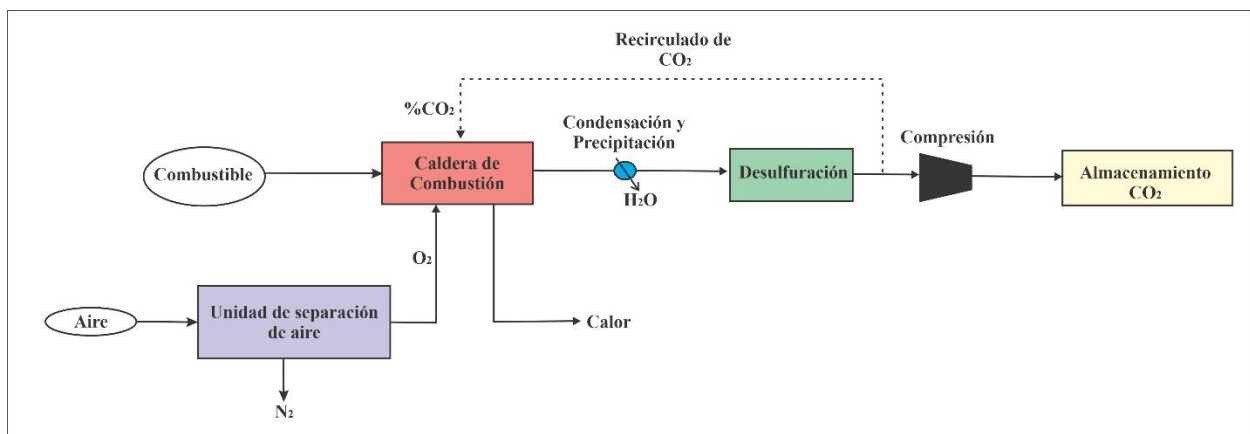 Recirculado de
CO₂
%CO₂
Condensación y
Precipitación
Compresión
Combustible
Caldera de
Combustión
Desulfuración
Almacenamiento
CO₂
H₂O
O₂
Aire
Unidad de separación
de aire
Calor
N₂